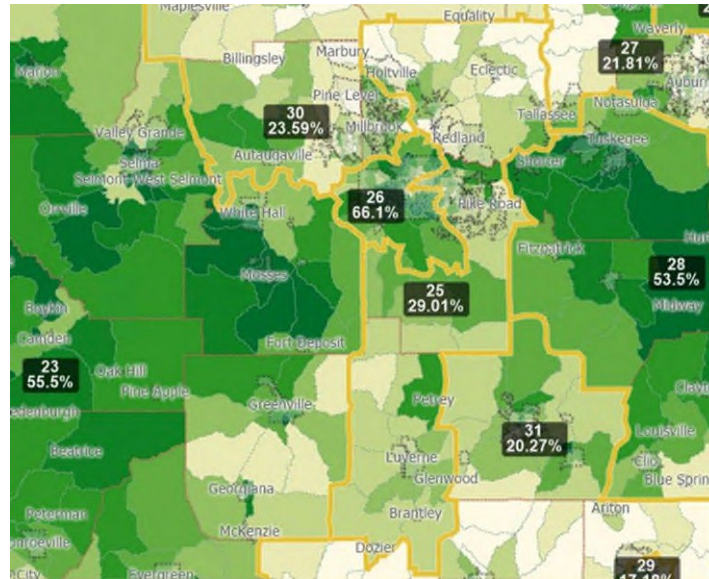 Maplesville
Equality
Waverly
27
21.81%
Marion
Billingsley
Marbury
Holtville
Eclectic
Auburn
Pine Level
30
23.59%
Millbrook
Tallassee
Notasulga
Valley Grande
Redland
Tuskegee
Selma
Autaugaville
Shorter
Selmont-West Selmont
26
66.1%
Pike Road
Orrville
White Hall
Fitzpatrick
Mosses
28
53.5%
25
29.01%
Midway
Boykin
Camden
Fort Deposit
23
55.5%
Oak Hill
Pine Apple
Greenville
Petrey
31
20.27%
Louisville
Beatrice
Luverne
Glenwood
Clio
Blue Sprin
Georgiana
Peterman
Brantley
Ariton
McKenzie
Dozier
29
Evergreen